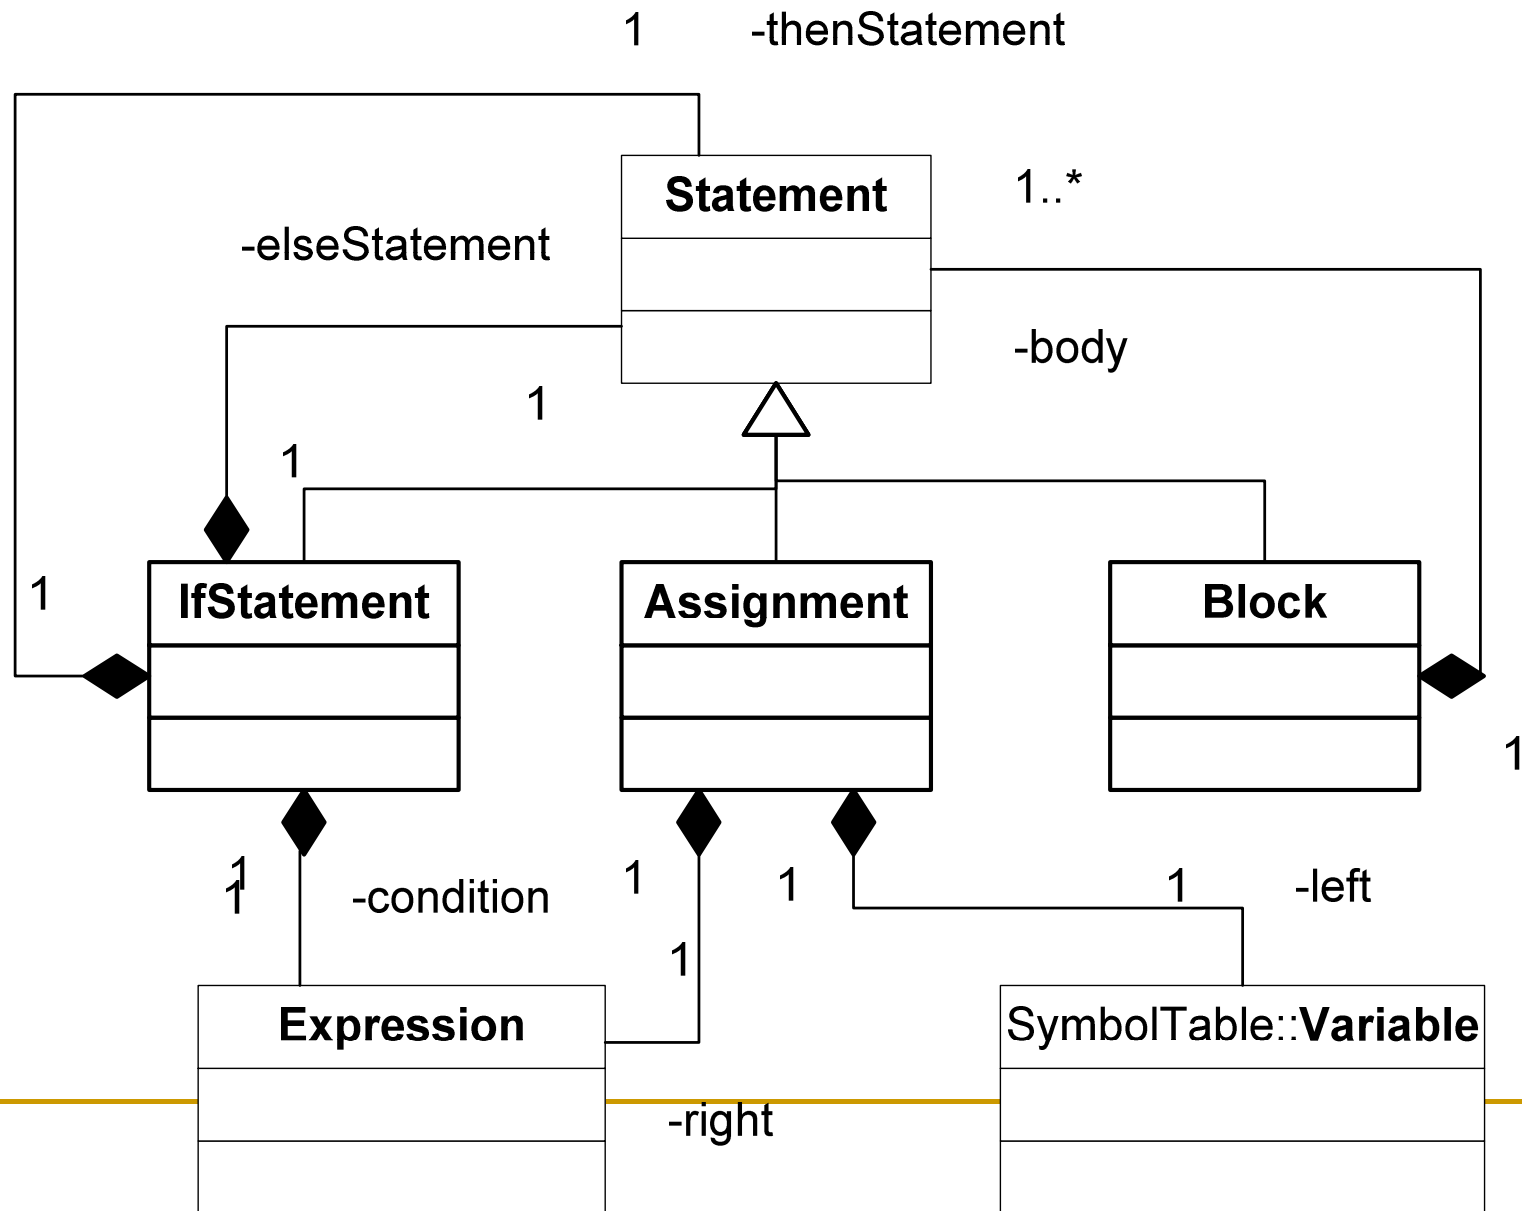 1 -thenStatement
Statement
1..*
-elseStatement
-body
1
1
1
IfStatement
Assignment
Block
1
1
1
-condition
1
1
1
-left
1
Expression
SymbolTable::Variable
-right